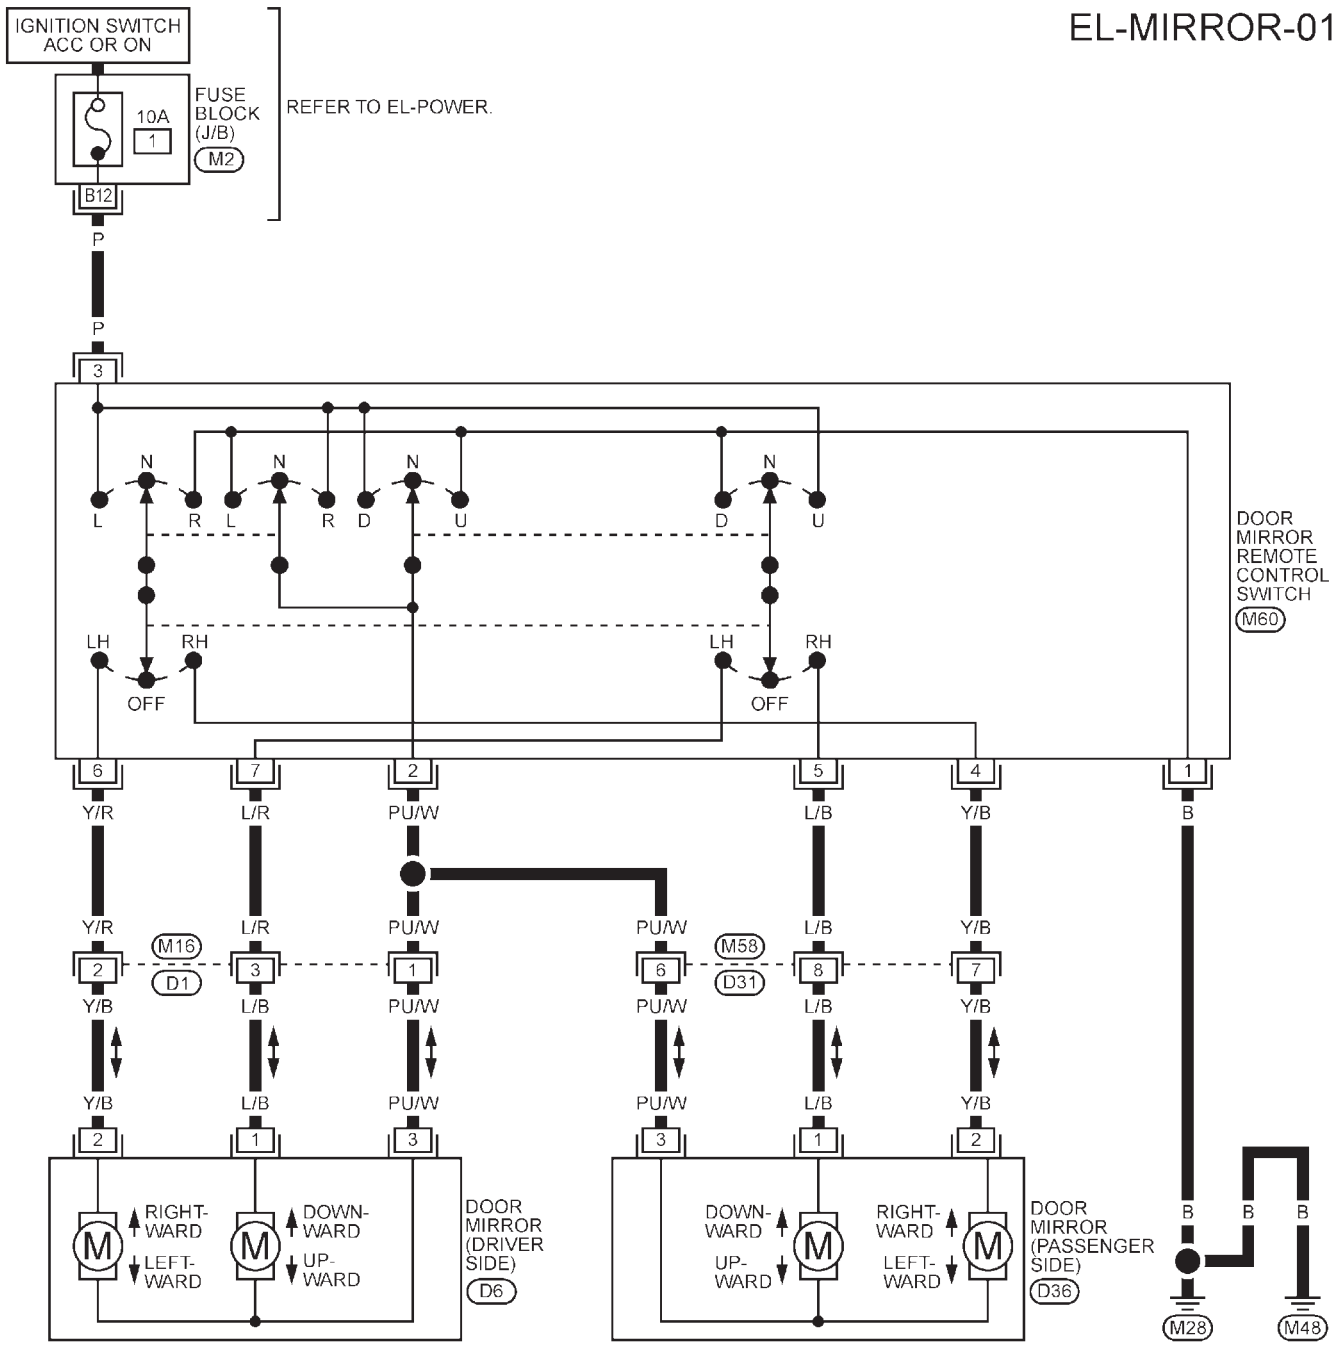 EL-MIRROR-01
IGNITION SWITCH
ACC OR ON
10A
1
FUSE
BLOCK
(J/B)
M2
REFER TO EL-POWER.
B12
P
P
3
N N N N
L R L R D U D U
DOOR
MIRROR
REMOTE
CONTROL
SWITCH
M60
LH RH LH RH
OFF OFF
6 7 2 5 4 1
Y/R L/R PU/W L/B Y/B B
Y/R L/R PU/W PU/W L/B Y/B
M16 M58
2 3 1 6 8 7
D1 D31
Y/B L/B PU/W PU/W L/B Y/B
Y/B L/B PU/W PU/W L/B Y/B
2 1 3 3 1 2
M
RIGHT-
WARD
LEFT-
WARD
M
DOWN-
WARD
UP-
WARD
DOOR
MIRROR
(DRIVER
SIDE)
D6
DOWN-
WARD
UP-
WARD
M
RIGHT-
WARD
LEFT-
WARD
M
DOOR
MIRROR
(PASSENGER
SIDE)
D36
B B B
M28 M48